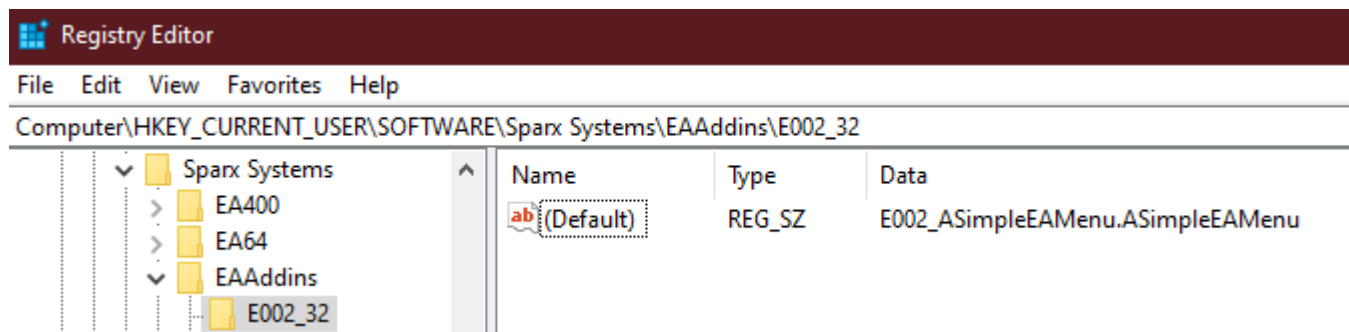 Registry Editor
File Edit View Favorites Help
Computer\HKEY_CURRENT_USER\SOFTWARE\Sparx Systems\EAAddins\E002_32
Sparx Systems
EA400
EA64
EAAddins
E002_32
Name Type Data
ab (Default) REG_SZ E002_ASimpleEAMenu.ASimpleEAMenu